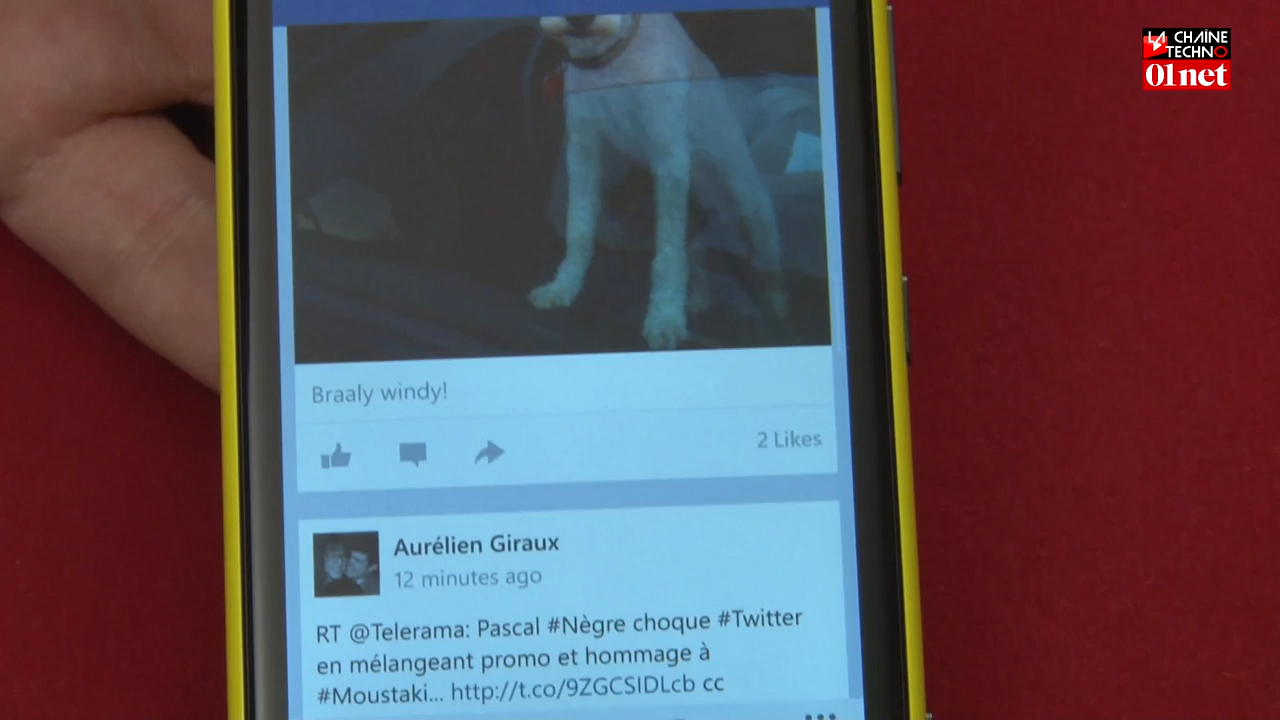 LA CHAÎNE
TECHNO
01net
Braaly windy!
2 Likes
Aurélien Giraux
12 minutes ago
RT @Telerama: Pascal #Nègre choque #Twitter
en mélangeant promo et hommage à
#Moustaki... http://t.co/9ZGCSIDLcb cc